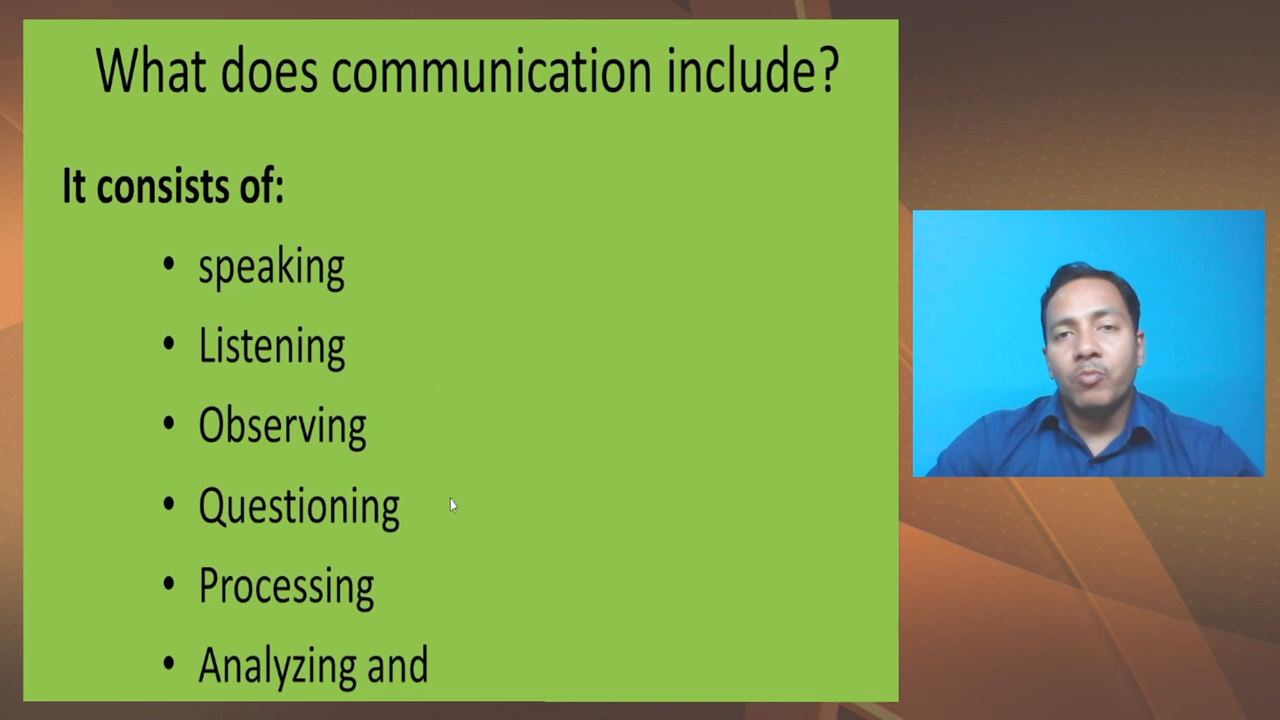 What does communication include?
It consists of:
• speaking
• Listening
• Observing
• Questioning
• Processing
• Analyzing and